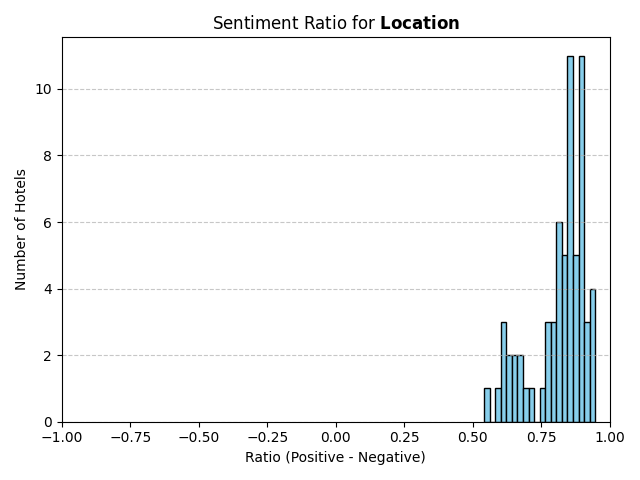 Sentiment Ratio for Location
10
8
6
4
2
0
Number of Hotels
−1.00 −0.75 −0.50 −0.25 0.00 0.25 0.50 0.75 1.00
Ratio (Positive - Negative)